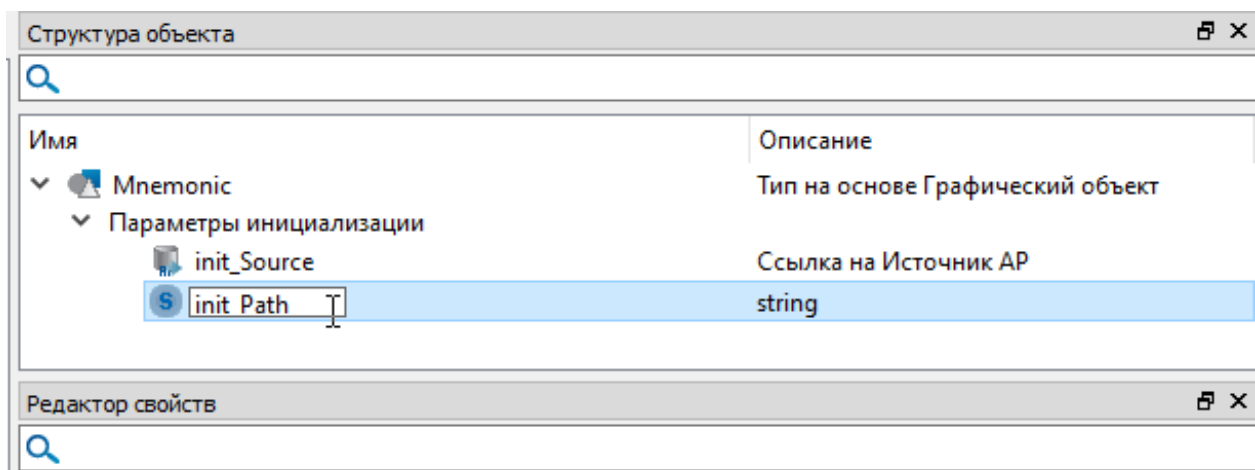 Структура объекта
Имя Описание
Mnemonic Тип на основе Графический объект
Параметры инициализации
init_Source Ссылка на Источник AP
S init_Path string
Редактор свойств